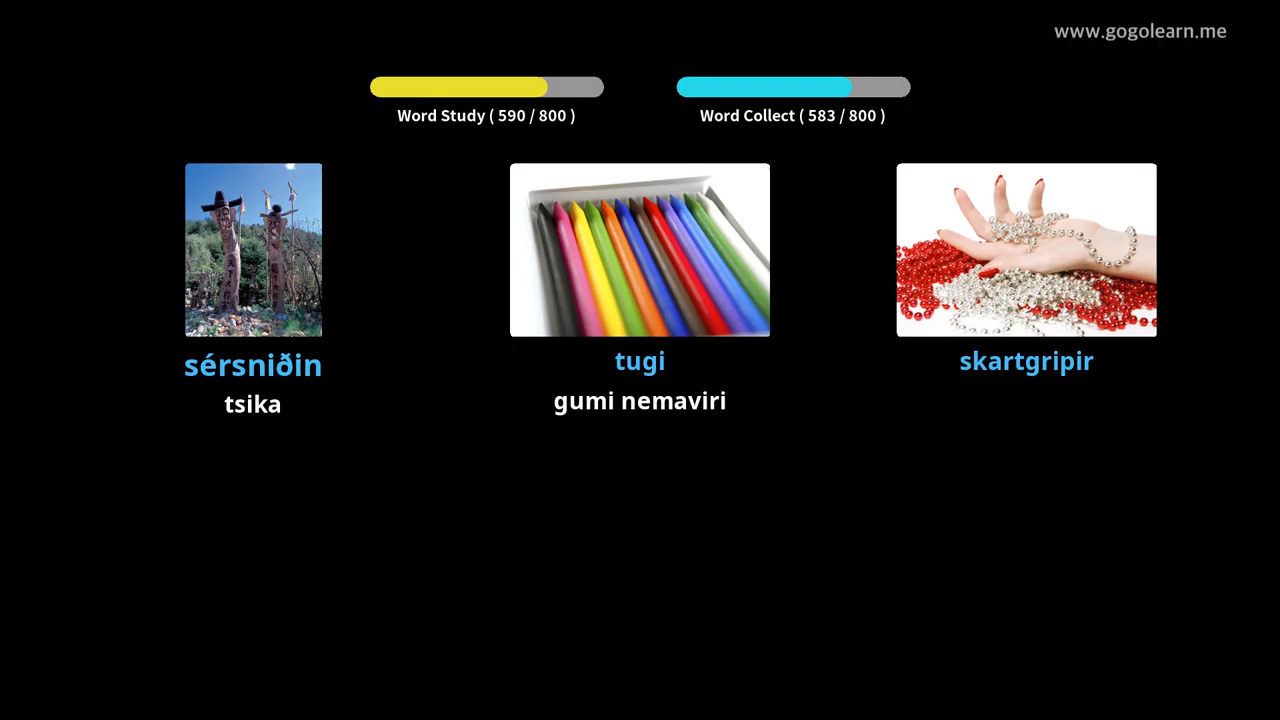 www.gogolearn.me
Word Study ( 590 / 800 )
Word Collect ( 583 / 800 )
sérsniðin
tsika
tugi
gumi nemaviri
skartgripir